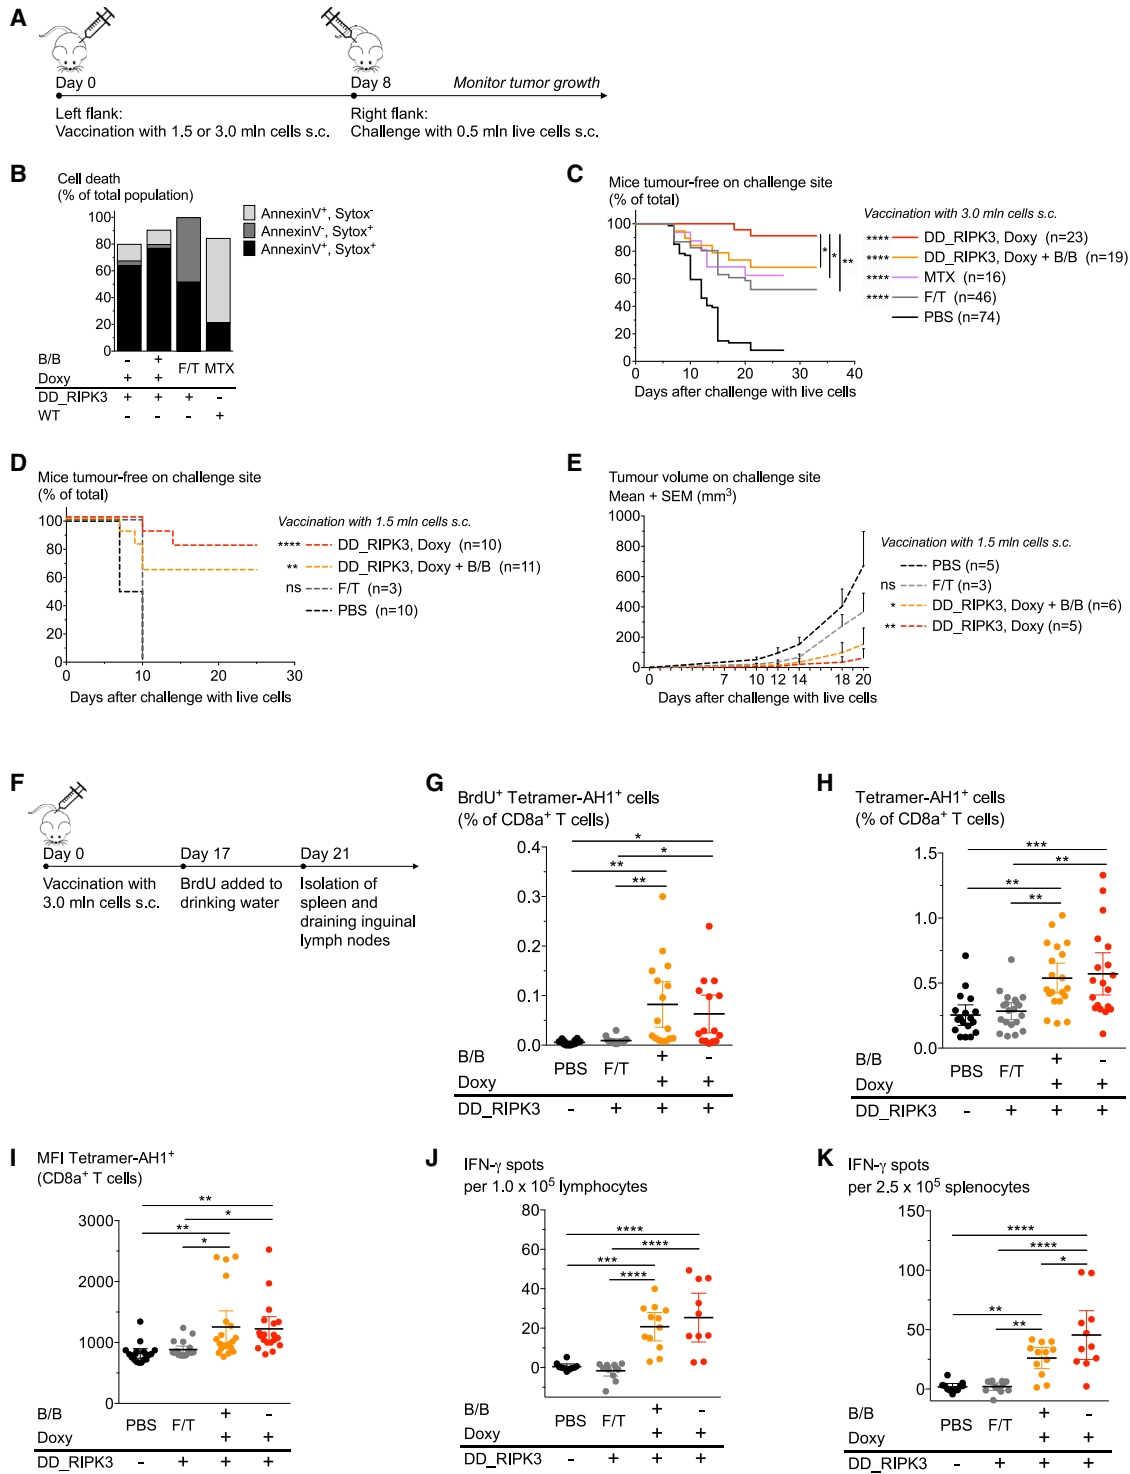 A
Day 0
Day 8
Monitor tumor growth
Left flank:
Vaccination with 1.5 or 3.0 mln cells s.c.
Right flank:
Challenge with 0.5 mln live cells s.c.
B
Cell death
(% of total population)
100
80
60
40
20
0
AnnexinV⁺, Sytox⁻
AnnexinV⁻, Sytox⁺
AnnexinV⁺, Sytox⁺
B/B - + F/T MTX
Doxy + +
DD_RIPK3 + + + -
WT - - - +
C
Mice tumour-free on challenge site
(% of total)
100
80
60
40
20
0
0 10 20 30 40
Days after challenge with live cells
* * **
Vaccination with 3.0 mln cells s.c.
**** DD_RIPK3, Doxy (n=23)
**** DD_RIPK3, Doxy + B/B (n=19)
**** MTX (n=16)
**** F/T (n=46)
PBS (n=74)
D
Mice tumour-free on challenge site
(% of total)
100
80
60
40
20
0
0 10 20 30
Days after challenge with live cells
Vaccination with 1.5 mln cells s.c.
**** DD_RIPK3, Doxy (n=10)
** DD_RIPK3, Doxy + B/B (n=11)
ns F/T (n=3)
PBS (n=10)
E
Tumour volume on challenge site
Mean + SEM (mm³)
1000
800
600
400
200
0
0 7 10 12 14 18 20
Days after challenge with live cells
Vaccination with 1.5 mln cells s.c.
PBS (n=5)
ns F/T (n=3)
* DD_RIPK3, Doxy + B/B (n=6)
** DD_RIPK3, Doxy (n=5)
F
Day 0
Day 17
Day 21
Vaccination with
3.0 mln cells s.c.
BrdU added to
drinking water
Isolation of
spleen and
draining inguinal
lymph nodes
G
BrdU⁺ Tetramer-AH1⁺ cells
(% of CD8a⁺ T cells)
*
*
**
**
0.4
0.3
0.2
0.1
0.0
B/B PBS F/T + -
Doxy + +
DD_RIPK3 - + + +
H
Tetramer-AH1⁺ cells
(% of CD8a⁺ T cells)
***
**
**
**
1.5
1.0
0.5
0.0
B/B PBS F/T + -
Doxy + +
DD_RIPK3 - + + +
I
MFI Tetramer-AH1⁺
(CD8a⁺ T cells)
**
*
**
*
3000
2000
1000
0
B/B PBS F/T + -
Doxy + +
DD_RIPK3 - + + +
J
IFN-γ spots
per 1.0 x 10⁵ lymphocytes
****
****
***
****
80
60
40
20
0
B/B PBS F/T + -
Doxy + +
DD_RIPK3 - + + +
K
IFN-γ spots
per 2.5 x 10⁵ splenocytes
****
****
*
**
**
150
100
50
0
B/B PBS F/T + -
Doxy + +
DD_RIPK3 - + + +